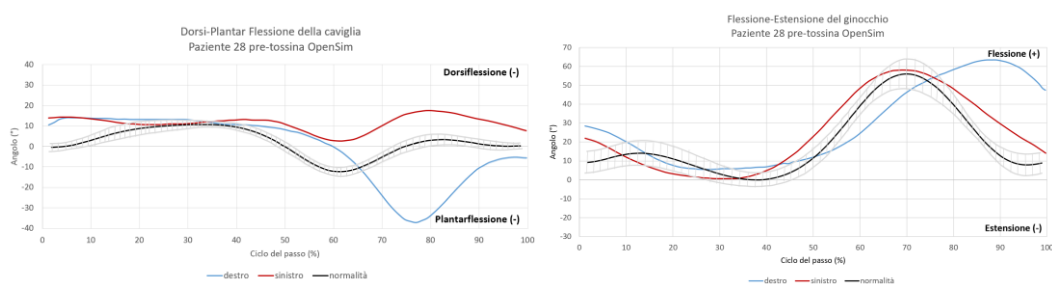 Dorsi-Plantar Flessione della caviglia
Paziente 28 pre-tossina OpenSim
40
30
20
10
0
-10
-20
-30
-40
Angolo (°)
Dorsiflessione (-)
Plantarflessione (-)
0 10 20 30 40 50 60 70 80 90 100
Ciclo del passo (%)
destro sinistro normalità
Flessione-Estensione del ginocchio
Paziente 28 pre-tossina OpenSim
70
60
50
40
30
20
10
0
-10
-20
-30
Angolo (°)
Flessione (+)
Estensione (-)
0 10 20 30 40 50 60 70 80 90 100
Ciclo del passo (%)
destro sinistro normalità